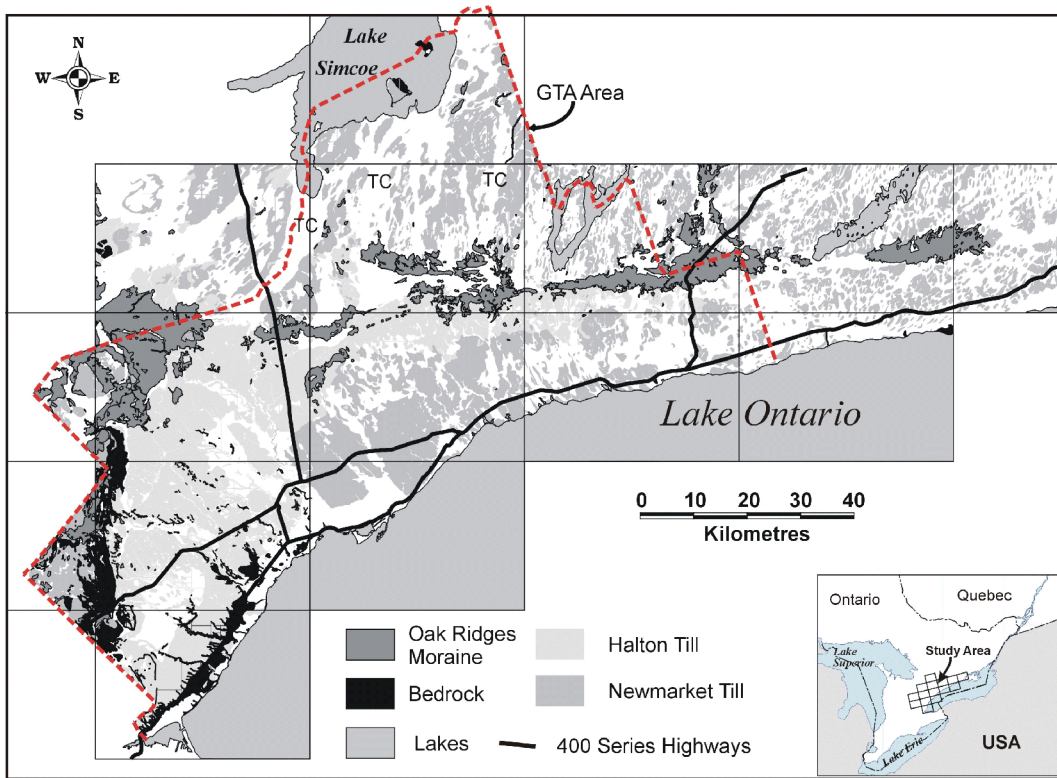 N
W E
S
Lake
Simcoe
GTA Area
TC
TC
TC
Lake Ontario
0 10 20 30 40
Kilometres
Oak Ridges
Moraine
Halton Till
Bedrock
Newmarket Till
Lakes
400 Series Highways
Ontario
Quebec
Lake
Superior
Study Area
USA
Lake Erie